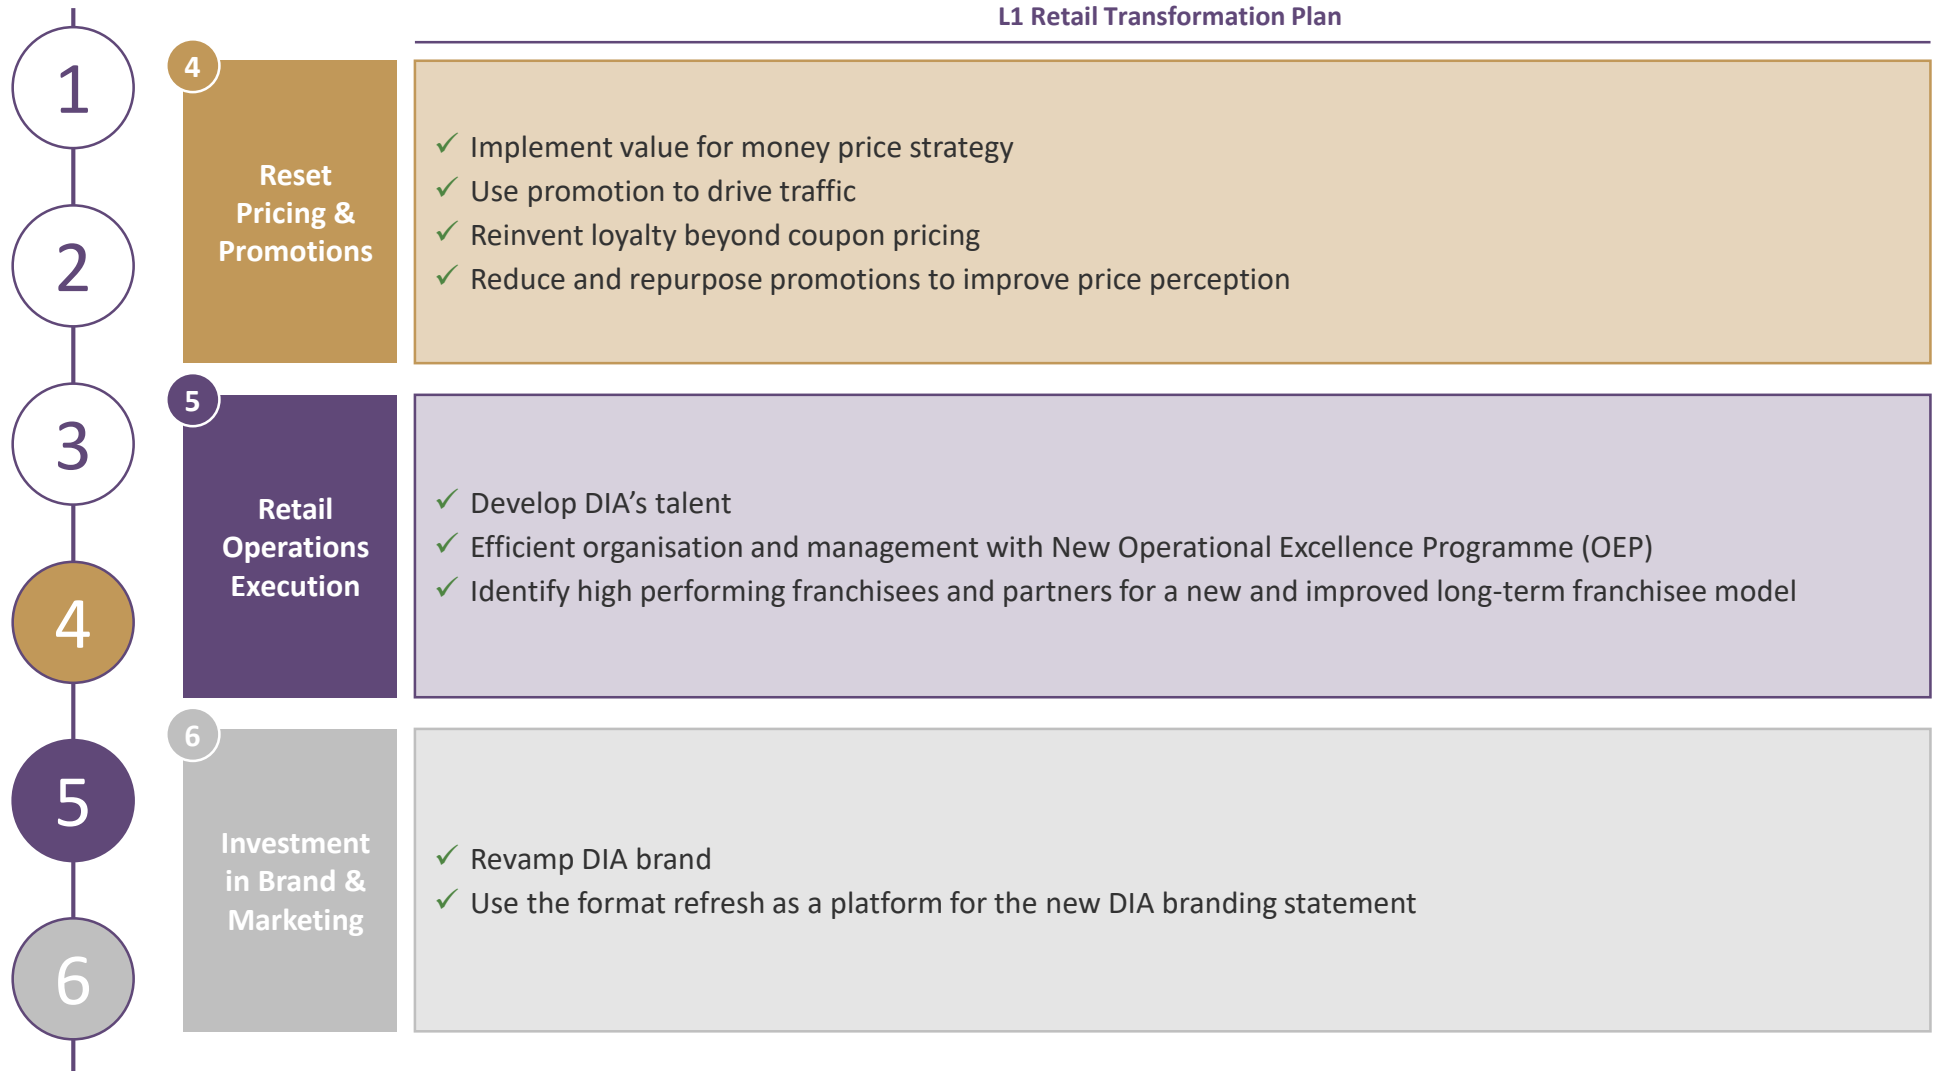 L1 Retail Transformation Plan
1
2
3
4
5
6
4
Reset
Pricing &
Promotions
✓ Implement value for money price strategy
✓ Use promotion to drive traffic
✓ Reinvent loyalty beyond coupon pricing
✓ Reduce and repurpose promotions to improve price perception
5
Retail
Operations
Execution
✓ Develop DIA’s talent
✓ Efficient organisation and management with New Operational Excellence Programme (OEP)
✓ Identify high performing franchisees and partners for a new and improved long-term franchisee model
6
Investment
in Brand &
Marketing
✓ Revamp DIA brand
✓ Use the format refresh as a platform for the new DIA branding statement